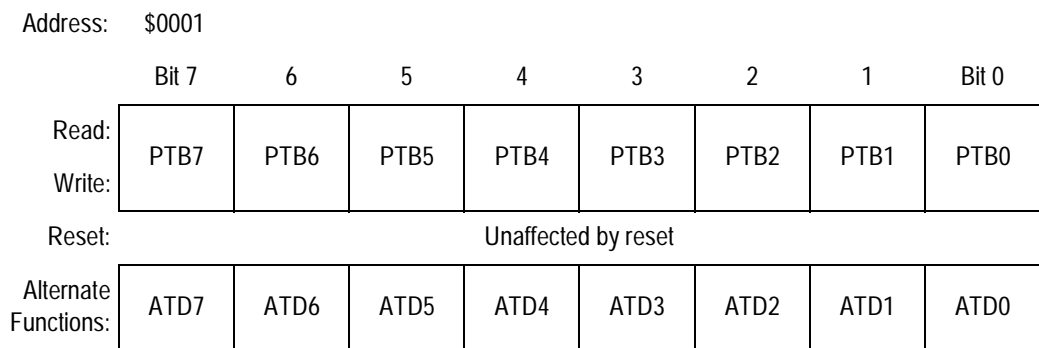 Address: $0001
Bit 7 6 5 4 3 2 1 Bit 0
Read:
PTB7 PTB6 PTB5 PTB4 PTB3 PTB2 PTB1 PTB0
Write:
Reset: Unaffected by reset
Alternate
Functions: ATD7 ATD6 ATD5 ATD4 ATD3 ATD2 ATD1 ATD0